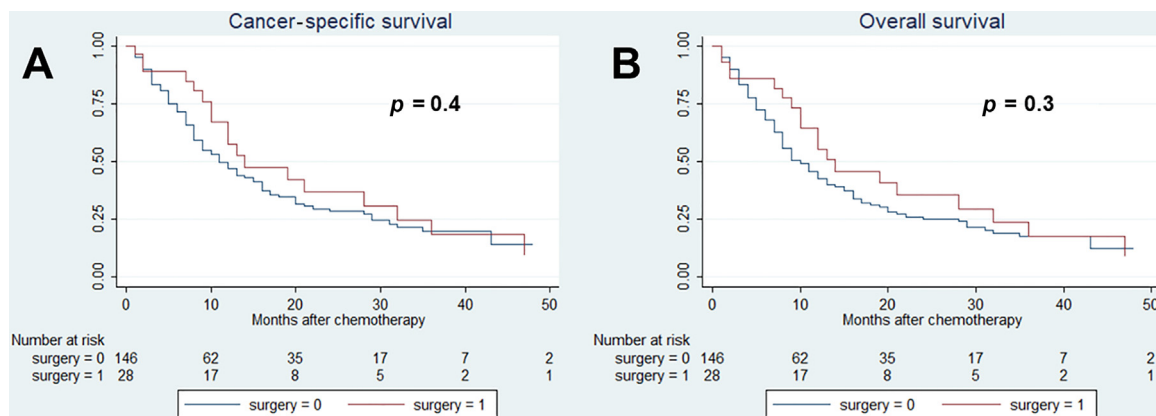 Cancer-specific survival
A
p = 0.4
1.00
0.75
0.50
0.25
0.00
0 10 20 30 40 50
Months after chemotherapy
Number at risk
surgery = 0 146 62 35 17 7 2
surgery = 1 28 17 8 5 2 1
surgery = 0 surgery = 1
Overall survival
B
p = 0.3
1.00
0.75
0.50
0.25
0.00
0 10 20 30 40 50
Months after chemotherapy
Number at risk
surgery = 0 146 62 35 17 7 2
surgery = 1 28 17 8 5 2 1
surgery = 0 surgery = 1